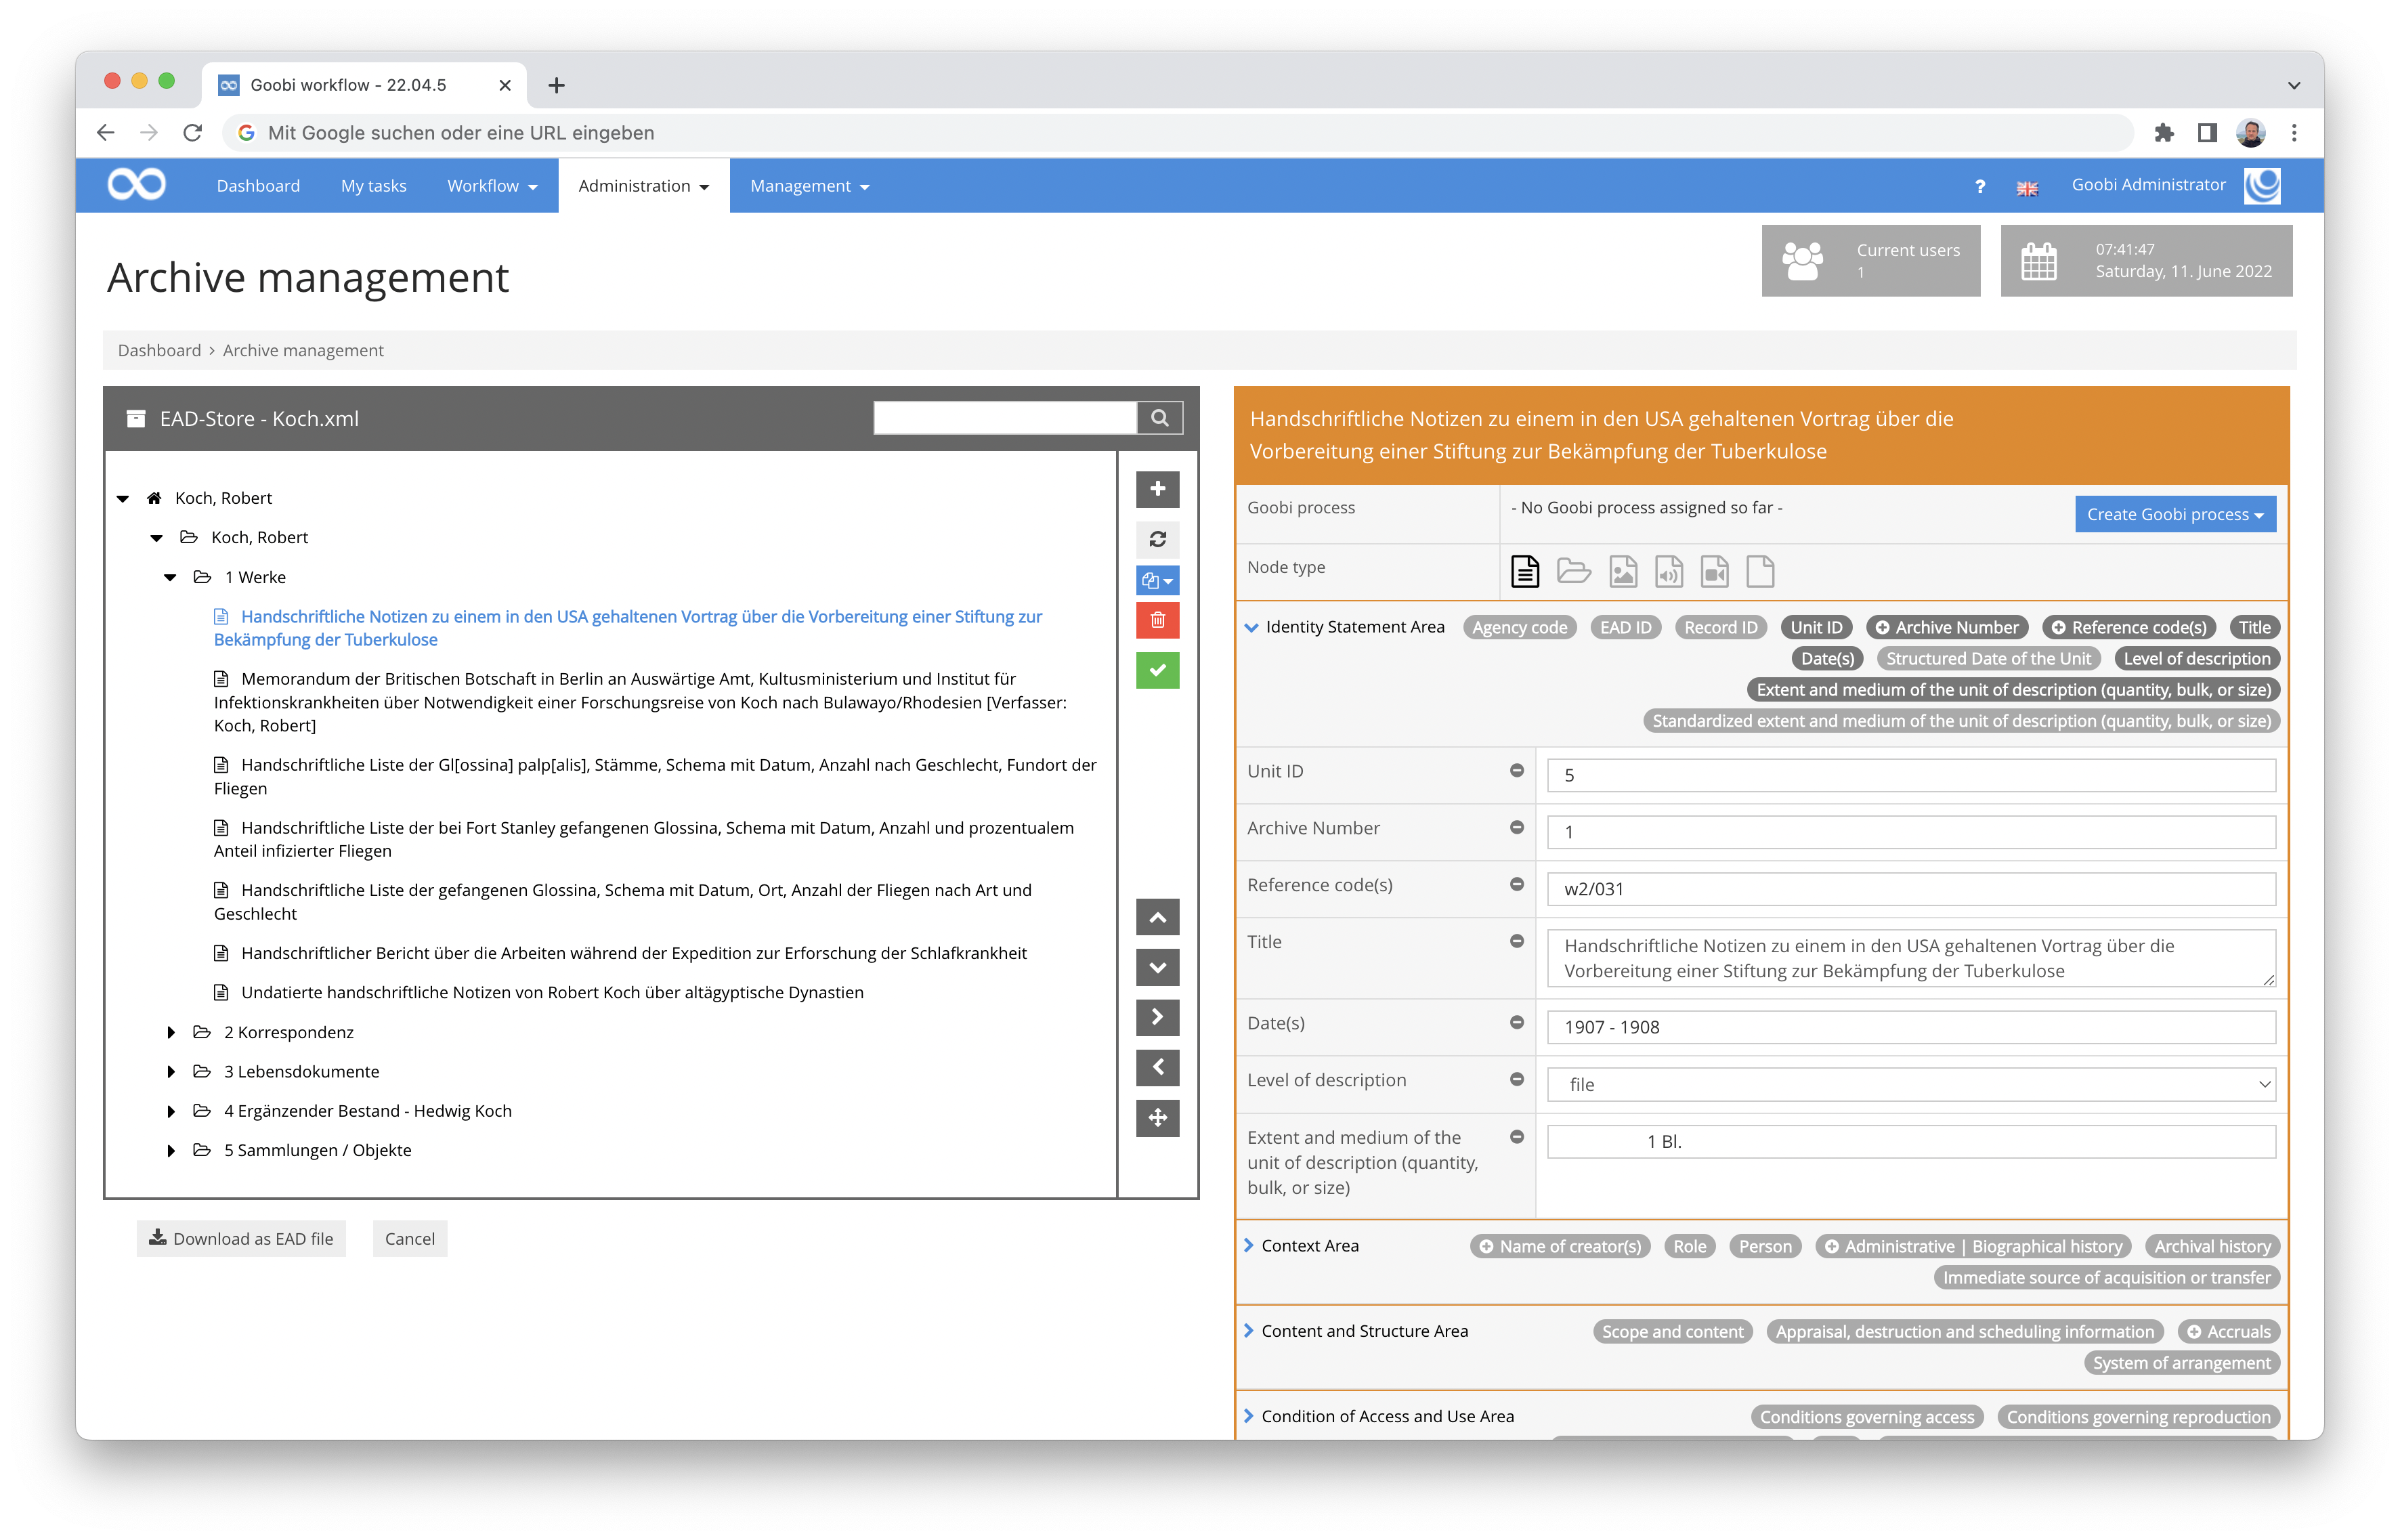 Goobi workflow - 22.04.5
Mit Google suchen oder eine URL eingeben
Dashboard My tasks Workflow Administration Management ? Goobi Administrator
Archive management
Current users
1
07:41:47
Saturday, 11. June 2022
Dashboard > Archive management
EAD-Store - Koch.xml
Koch, Robert
Koch, Robert
1 Werke
Handschriftliche Notizen zu einem in den USA gehaltenen Vortrag über die Vorbereitung einer Stiftung zur
Bekämpfung der Tuberkulose
Memorandum der Britischen Botschaft in Berlin an Auswärtige Amt, Kultusministerium und Institut für
Infektionskrankheiten über Notwendigkeit einer Forschungsreise von Koch nach Bulawayo/Rhodesien [Verfasser:
Koch, Robert]
Handschriftliche Liste der Gl[ossina] palp[alis], Stämme, Schema mit Datum, Anzahl nach Geschlecht, Fundort der
Fliegen
Handschriftliche Liste der bei Fort Stanley gefangenen Glossina, Schema mit Datum, Anzahl und prozentualem
Anteil infizierter Fliegen
Handschriftliche Liste der gefangenen Glossina, Schema mit Datum, Ort, Anzahl der Fliegen nach Art und
Geschlecht
Handschriftlicher Bericht über die Arbeiten während der Expedition zur Erforschung der Schlafkrankheit
Undatierte handschriftliche Notizen von Robert Koch über altägyptische Dynastien
2 Korrespondenz
3 Lebensdokumente
4 Ergänzender Bestand - Hedwig Koch
5 Sammlungen / Objekte
Download as EAD file Cancel
Handschriftliche Notizen zu einem in den USA gehaltenen Vortrag über die
Vorbereitung einer Stiftung zur Bekämpfung der Tuberkulose
Goobi process - No Goobi process assigned so far - Create Goobi process
Node type
Identity Statement Area Agency code EAD ID Record ID Unit ID Archive Number Reference code(s) Title
Date(s) Structured Date of the Unit Level of description
Extent and medium of the unit of description (quantity, bulk, or size)
Standardized extent and medium of the unit of description (quantity, bulk, or size)
Unit ID 5
Archive Number 1
Reference code(s) w2/031
Title Handschriftliche Notizen zu einem in den USA gehaltenen Vortrag über die
Vorbereitung einer Stiftung zur Bekämpfung der Tuberkulose
Date(s) 1907 - 1908
Level of description file
Extent and medium of the 1 Bl.
unit of description (quantity,
bulk, or size)
Context Area Name of creator(s) Role Person Administrative | Biographical history Archival history
Immediate source of acquisition or transfer
Content and Structure Area Scope and content Appraisal, destruction and scheduling information Accruals
System of arrangement
Condition of Access and Use Area Conditions governing access Conditions governing reproduction